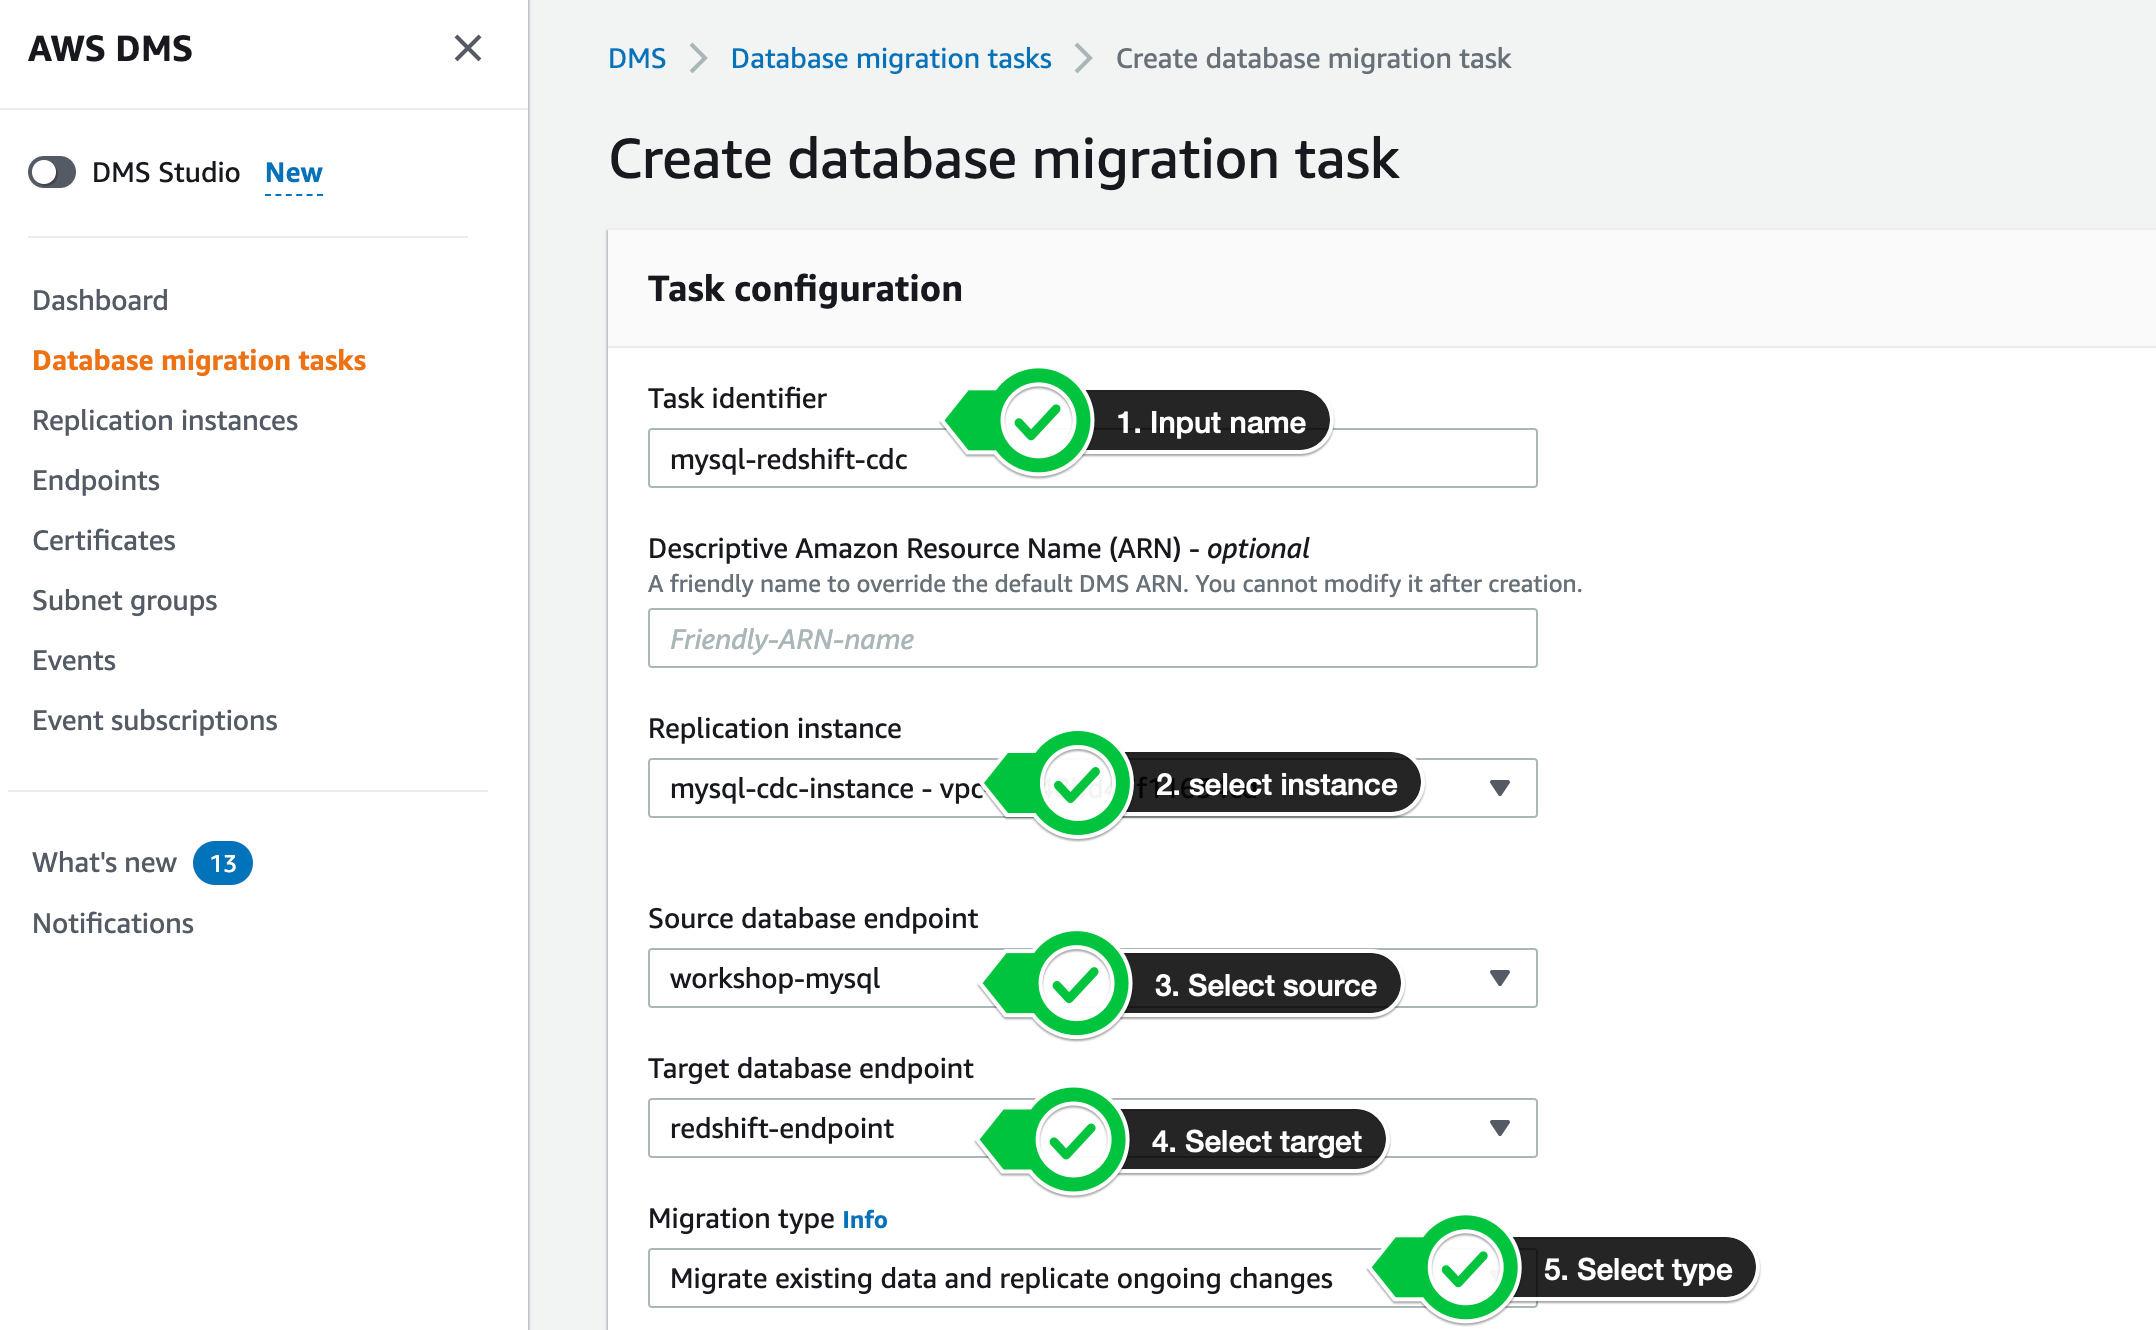 AWS DMS
DMS Studio New
Dashboard
Database migration tasks
Replication instances
Endpoints
Certificates
Subnet groups
Events
Event subscriptions
What's new 13
Notifications
DMS Database migration tasks Create database migration task
Create database migration task
Task configuration
Task identifier
1. Input name
mysql-redshift-cdc
Descriptive Amazon Resource Name (ARN) - optional
A friendly name to override the default DMS ARN. You cannot modify it after creation.
Friendly-ARN-name
Replication instance
mysql-cdc-instance - vpc
2. select instance
Source database endpoint
workshop-mysql
3. Select source
Target database endpoint
redshift-endpoint
4. Select target
Migration type Info
Migrate existing data and replicate ongoing changes
5. Select type